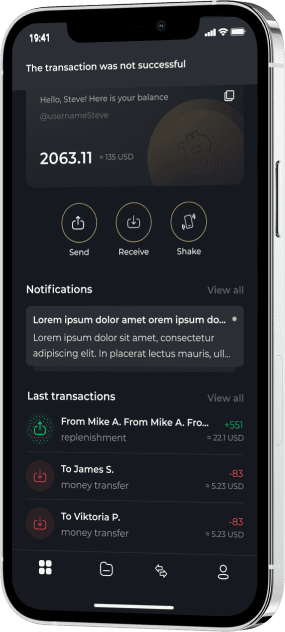 19:41
The transaction was not successful
Hello, Steve! Here is your balance
@usernameSteve
2063.11 ≈ 135 USD
Send Receive Shake
Notifications View all
Lorem ipsum dolor amet orem ipsum do...
Lorem ipsum dolor sit amet, consectetur
adipiscing elit. In placerat lectus mauris, ull...
Last transactions View all
From Mike A. From Mike A. Fro... +551
replenishment ≈ 22.1 USD
To James S. -83
money transfer ≈ 5.23 USD
To Viktoria P. -83
money transfer ≈ 5.23 USD